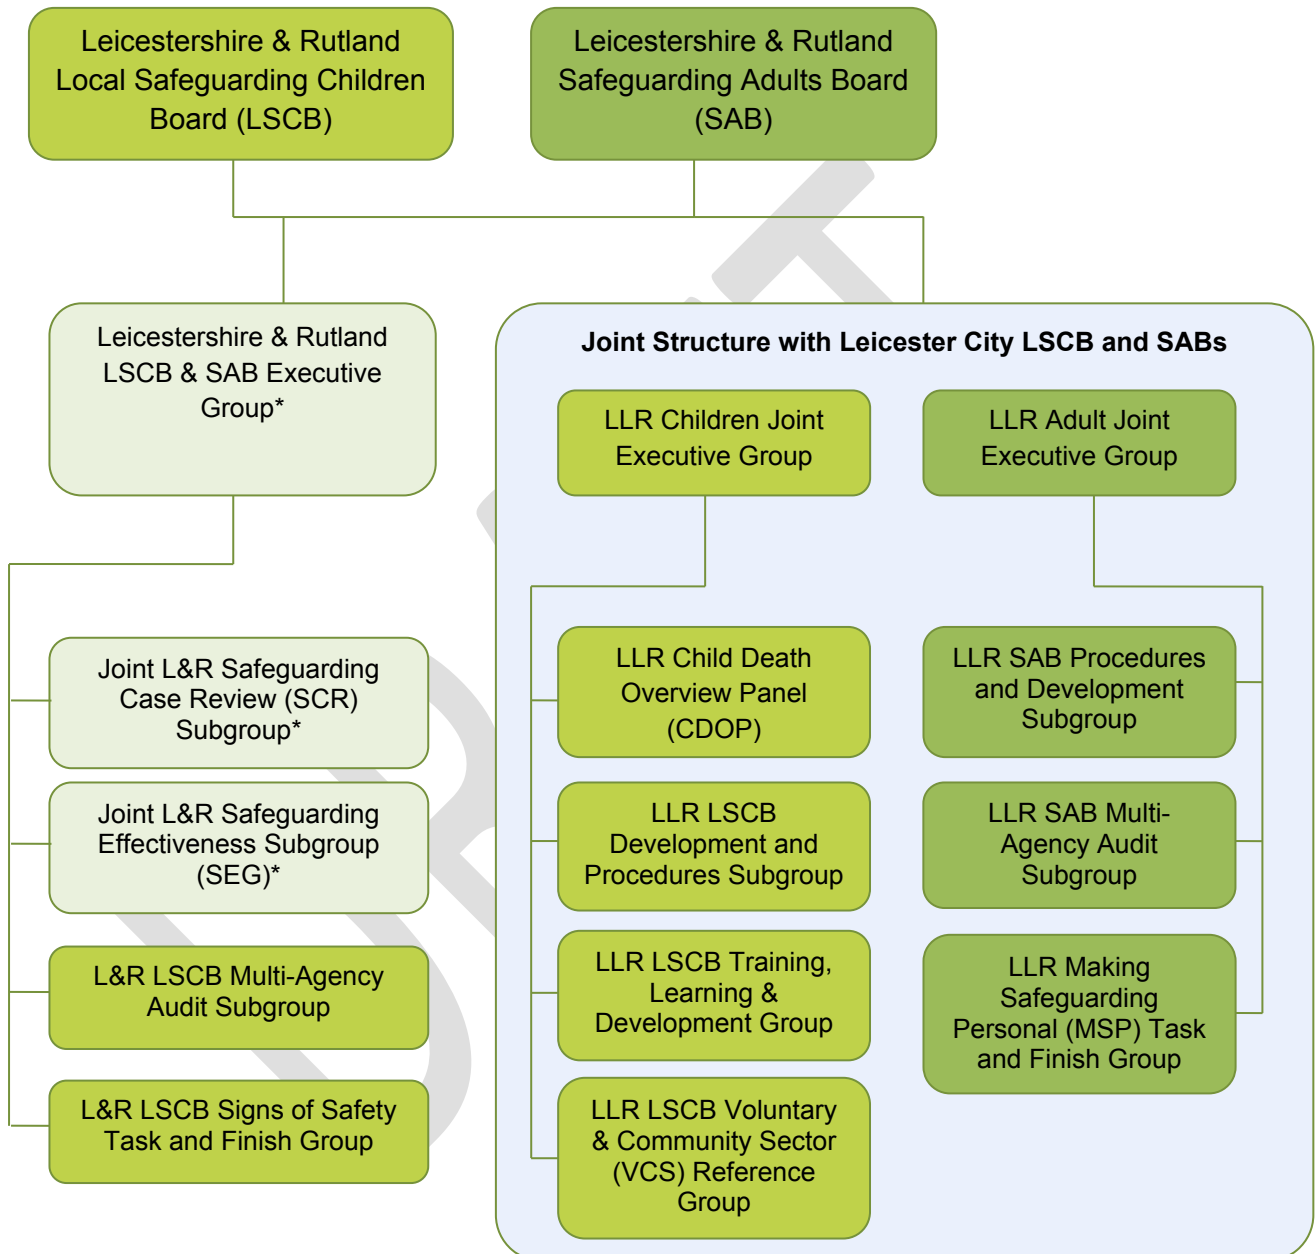 Leicestershire & Rutland
Local Safeguarding Children
Board (LSCB)
Leicestershire & Rutland
Safeguarding Adults Board
(SAB)
Leicestershire & Rutland
LSCB & SAB Executive
Group*
Joint Structure with Leicester City LSCB and SABs
LLR Children Joint
Executive Group
LLR Adult Joint
Executive Group
Joint L&R Safeguarding
Case Review (SCR)
Subgroup*
Joint L&R Safeguarding
Effectiveness Subgroup
(SEG)*
L&R LSCB Multi-Agency
Audit Subgroup
L&R LSCB Signs of Safety
Task and Finish Group
LLR Child Death
Overview Panel
(CDOP)
LLR LSCB
Development and
Procedures Subgroup
LLR LSCB Training,
Learning &
Development Group
LLR LSCB Voluntary
& Community Sector
(VCS) Reference
Group
LLR SAB Procedures
and Development
Subgroup
LLR SAB Multi-
Agency Audit
Subgroup
LLR Making
Safeguarding
Personal (MSP) Task
and Finish Group
DRAFT